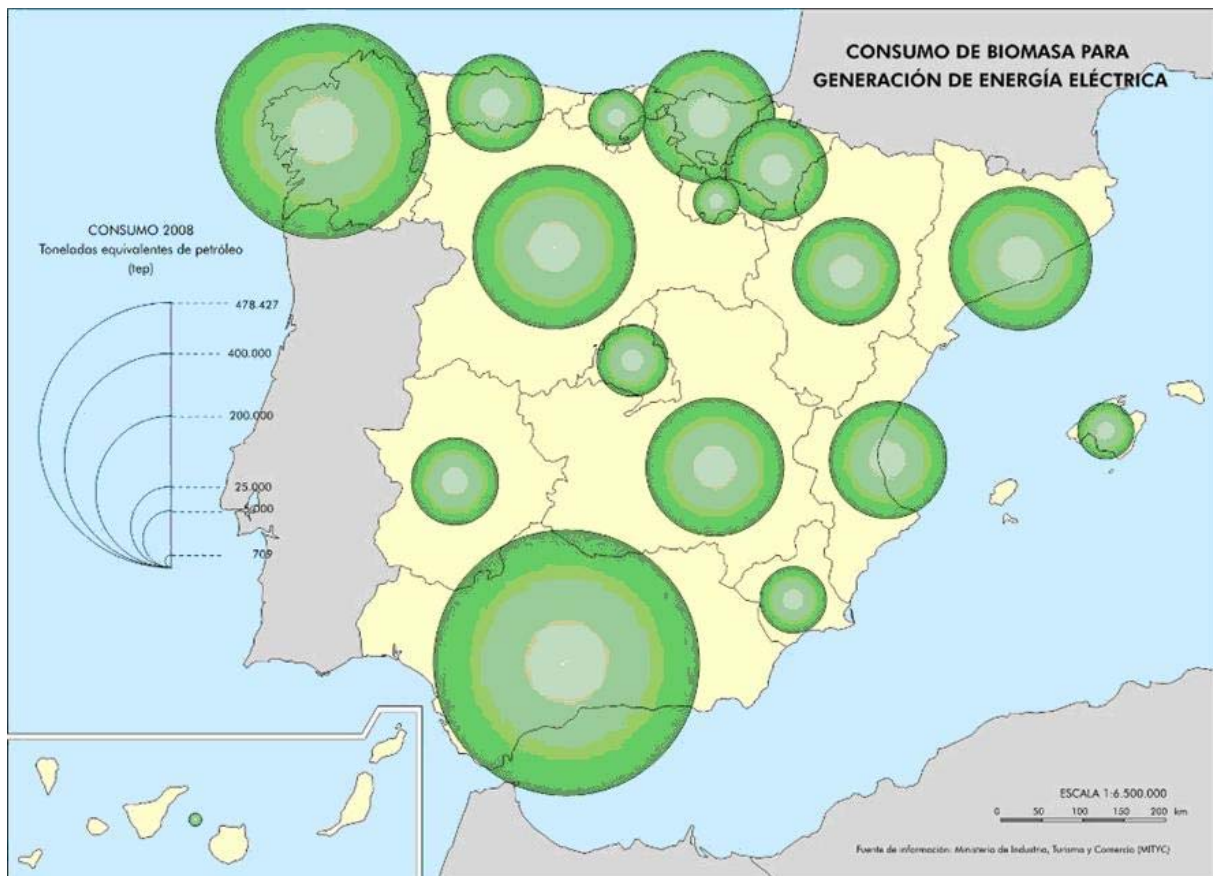 CONSUMO DE BIOMASA PARA
GENERACIÓN DE ENERGÍA ELÉCTRICA
CONSUMO 2008
Toneladas equivalentes de petróleo
(tep)
478.427
400.000
200.000
25.000
709
ESCALA 1:6.500.000
0 50 100 150 200 km
Fuente de información: Ministerio de Industria, Turismo y Comercio (MITYC)